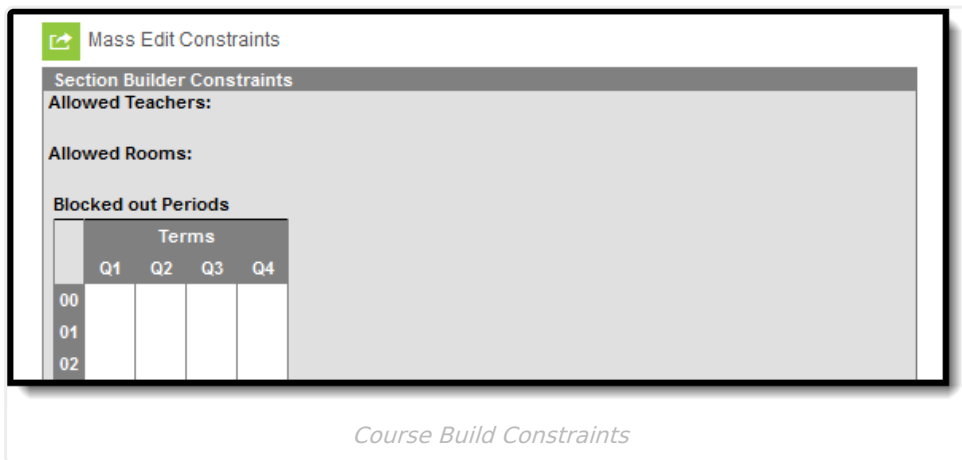 Mass Edit Constraints
Section Builder Constraints
Allowed Teachers:
Allowed Rooms:
Blocked out Periods
Terms
Q1 Q2 Q3 Q4
00
01
02
Course Build Constraints